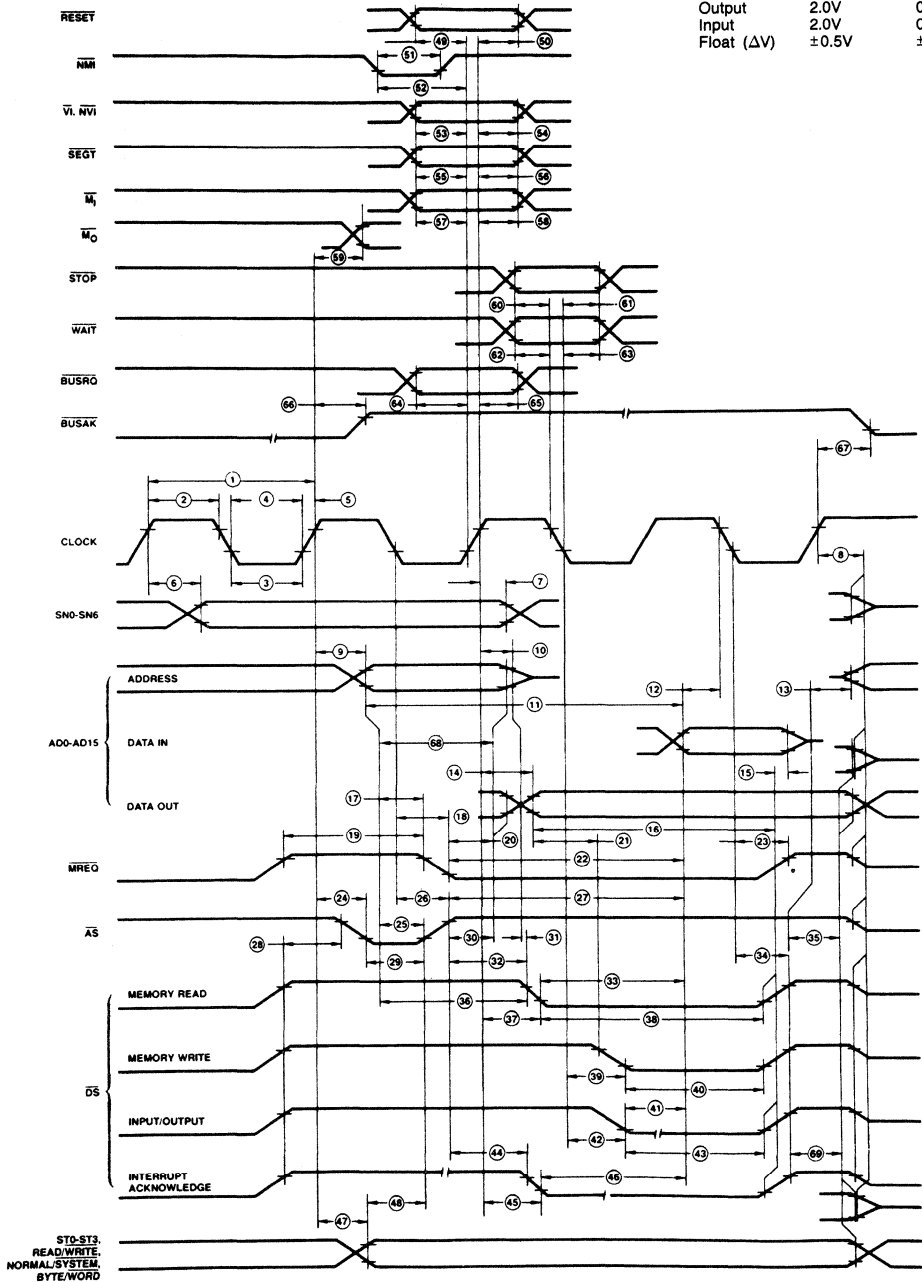 Output 2.0V 0
Input 2.0V 0
Float (ΔV) ±0.5V ±
RESET
49 50
NMI
51
52
VI, NVI
53 54
SEGT
55 56
MI
57 58
MO
59
STOP
60 61
WAIT
62 63
BUSRQ
66 64 65
BUSAK
67
1
2 4 5
CLOCK
8
6 3 7
SN0-SN6
9 10
ADDRESS
12 13
11
AD0-AD15 DATA IN
68
14 15
17
DATA OUT
18 16
19 20 21 23
22
MREQ
24 26 27
AS
25
28 30 31 35
29 32 34
MEMORY READ
33
36
37 38
MEMORY WRITE
39 40
DS
INPUT/OUTPUT
41
42 43
44 69
INTERRUPT
ACKNOWLEDGE
46
48 45
47
ST0-ST3,
READ/WRITE,
NORMAL/SYSTEM,
BYTE/WORD